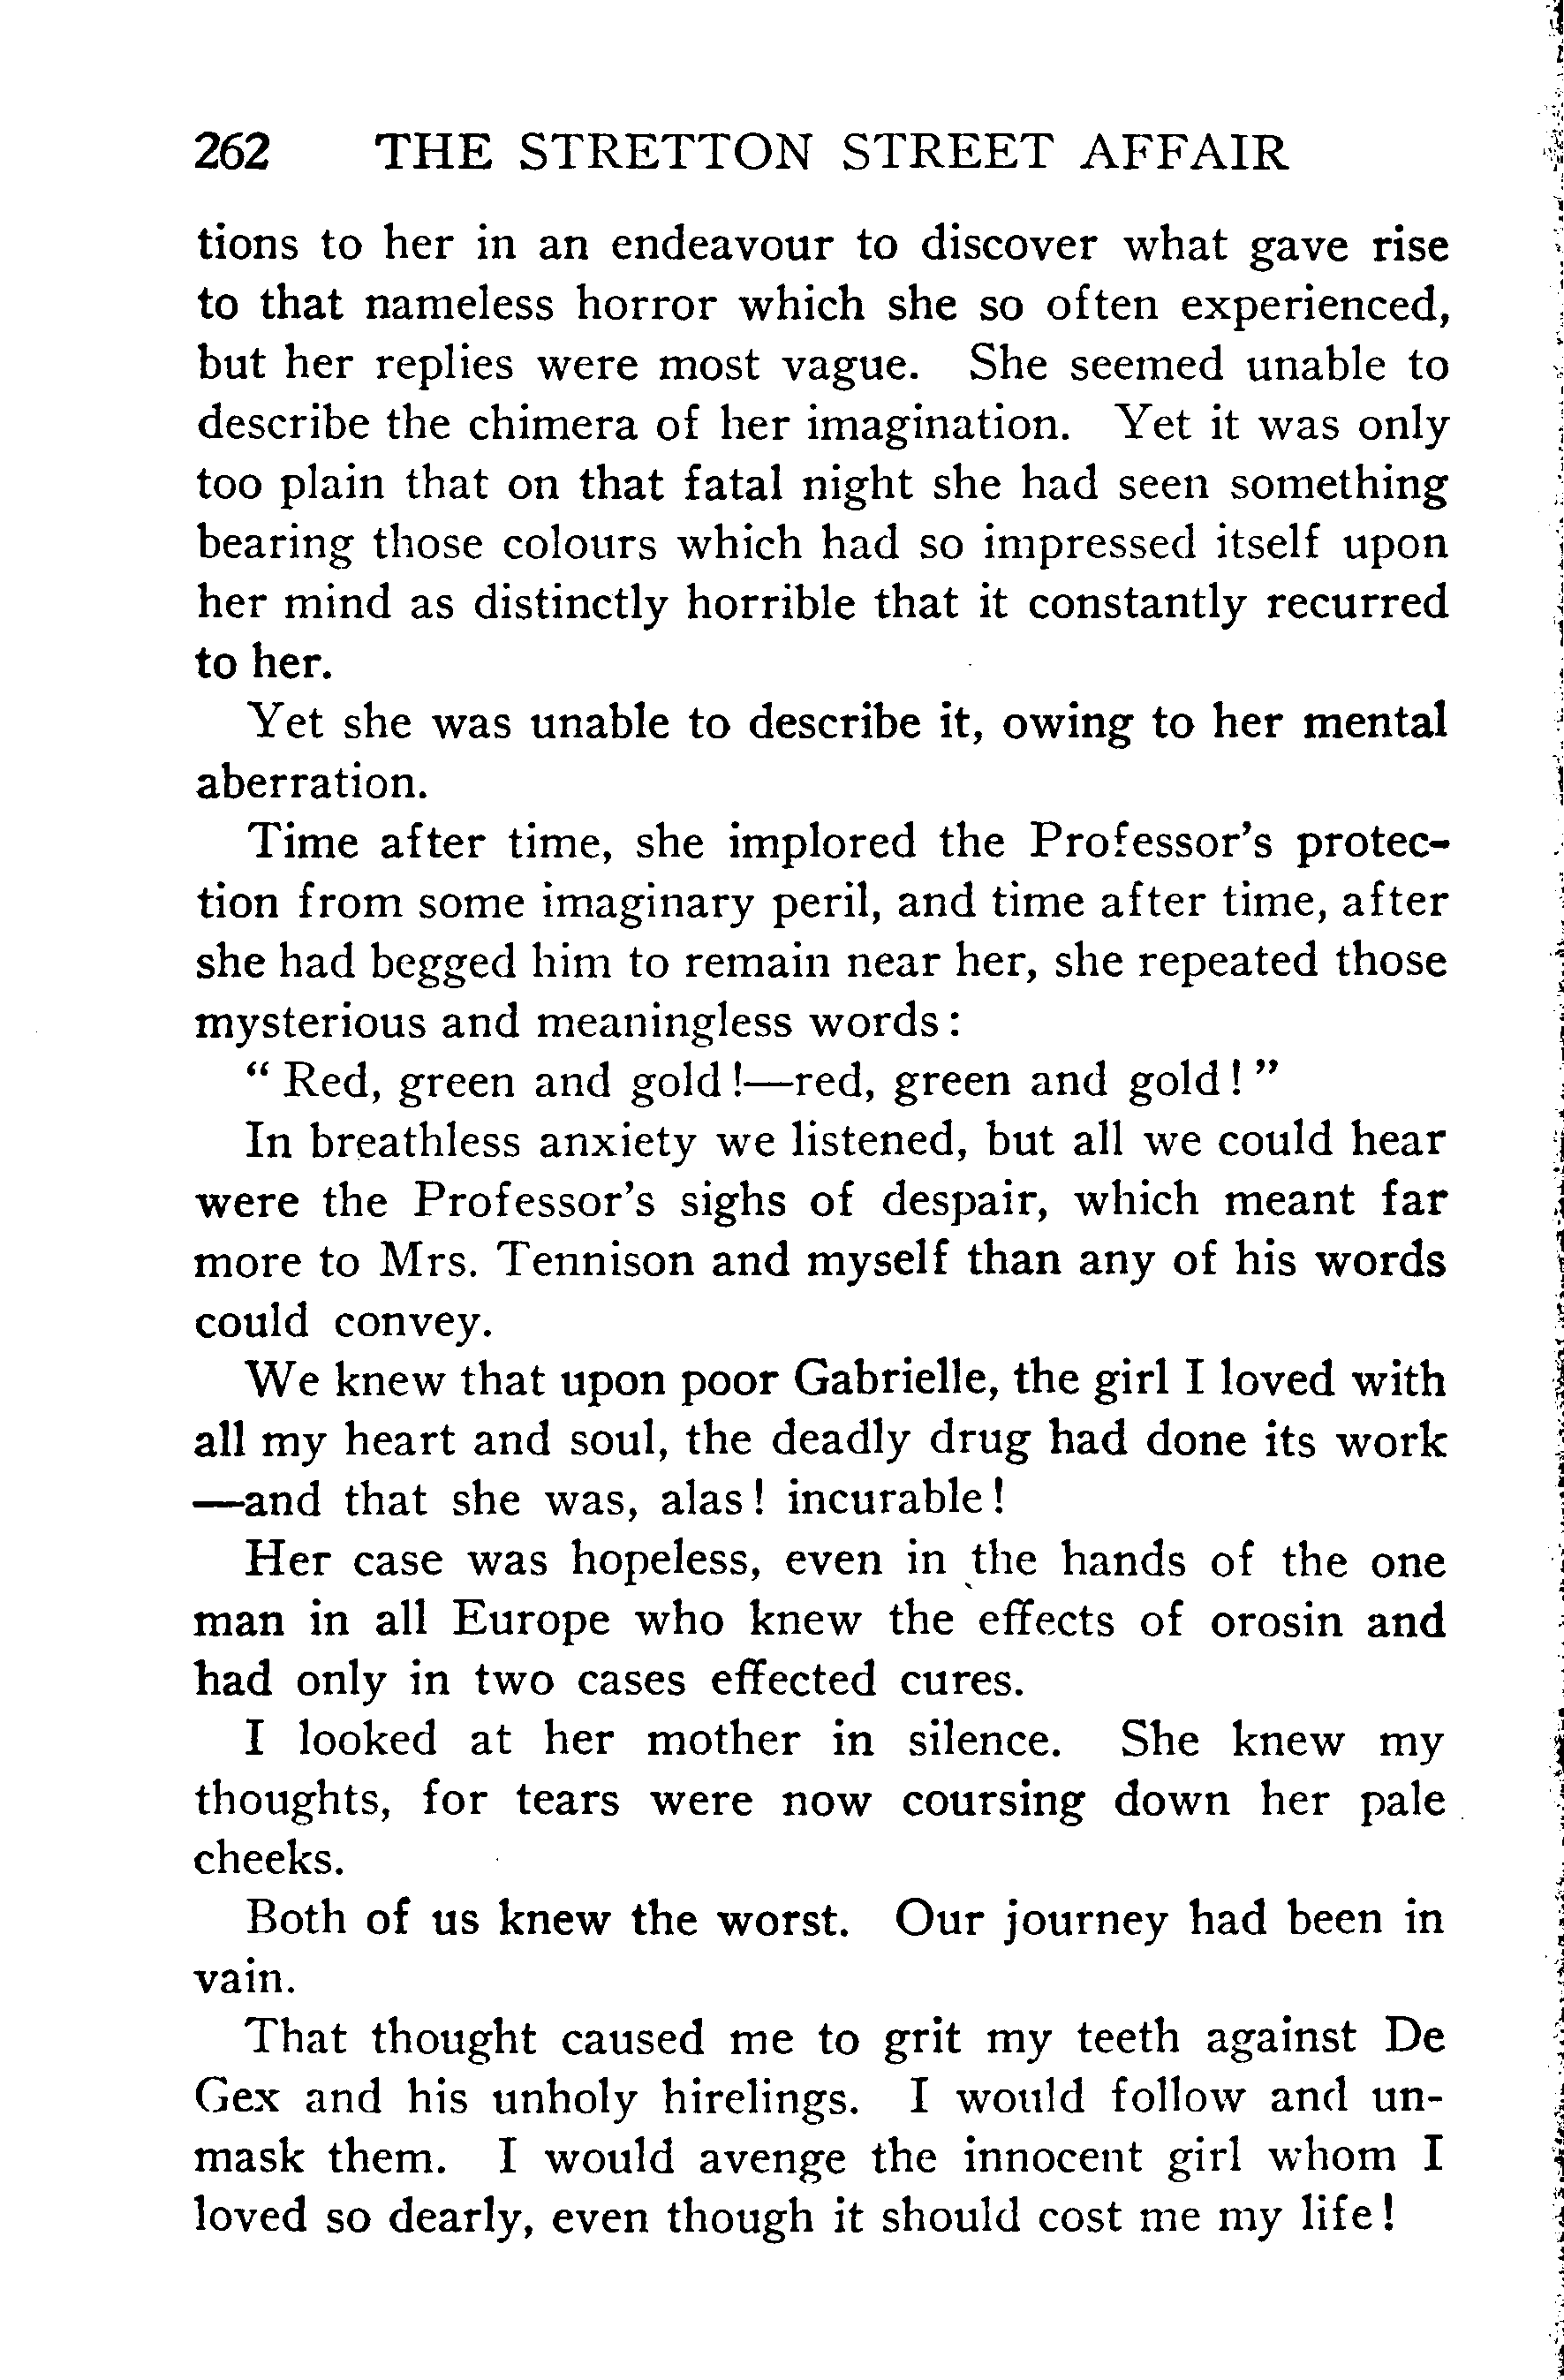 262 THE STRETTON STREET AFFAIR
tions to her in an endeavour to discover what gave rise
to that nameless horror which she so often experienced,
but her replies were most vague. She seemed unable to
describe the chimera of her imagination. Yet it was only
too plain that on that fatal night she had seen something
bearing those colours which had so impressed itself upon
her mind as distinctly horrible that it constantly recurred
to her.
Yet she was unable to describe it, owing to her mental
aberration.
Time after time, she implored the Professor's protec-
tion from some imaginary peril, and time after time, after
she had begged him to remain near her, she repeated those
mysterious and meaningless words:
" Red, green and gold!—red, green and gold! "
In breathless anxiety we listened, but all we could hear
were the Professor's sighs of despair, which meant far
more to Mrs. Tennison and myself than any of his words
could convey.
We knew that upon poor Gabrielle, the girl I loved with
all my heart and soul, the deadly drug had done its work
—and that she was, alas! incurable!
Her case was hopeless, even in the hands of the one
man in all Europe who knew the effects of orosin and
had only in two cases effected cures.
I looked at her mother in silence. She knew my
thoughts, for tears were now coursing down her pale
cheeks.
Both of us knew the worst. Our journey had been in
vain.
That thought caused me to grit my teeth against De
Gex and his unholy hirelings. I would follow and un-
mask them. I would avenge the innocent girl whom I
loved so dearly, even though it should cost me my life!